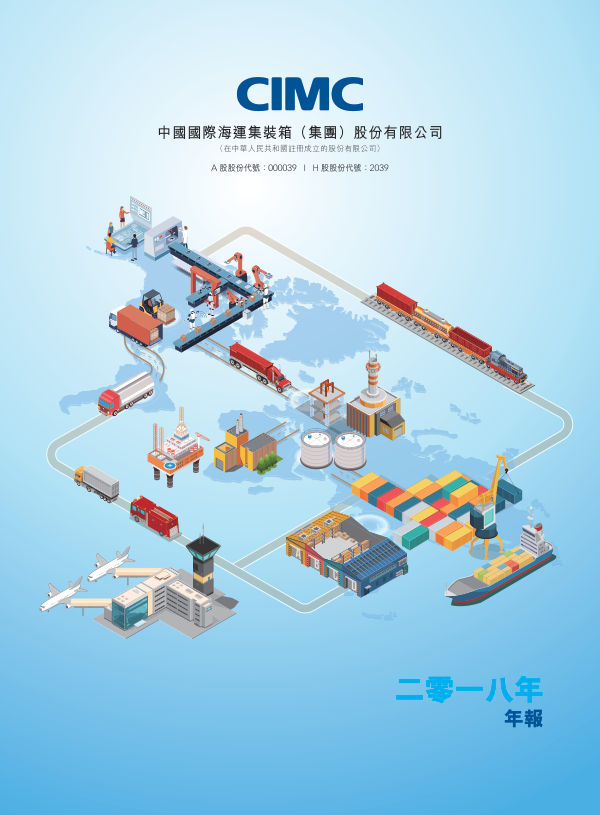 CIMC
中國國際海運集裝箱（集團）股份有限公司
（在中華人民共和國註冊成立的股份有限公司）
A 股股份代號：000039 | H 股股份代號：2039
二零一八年
年報